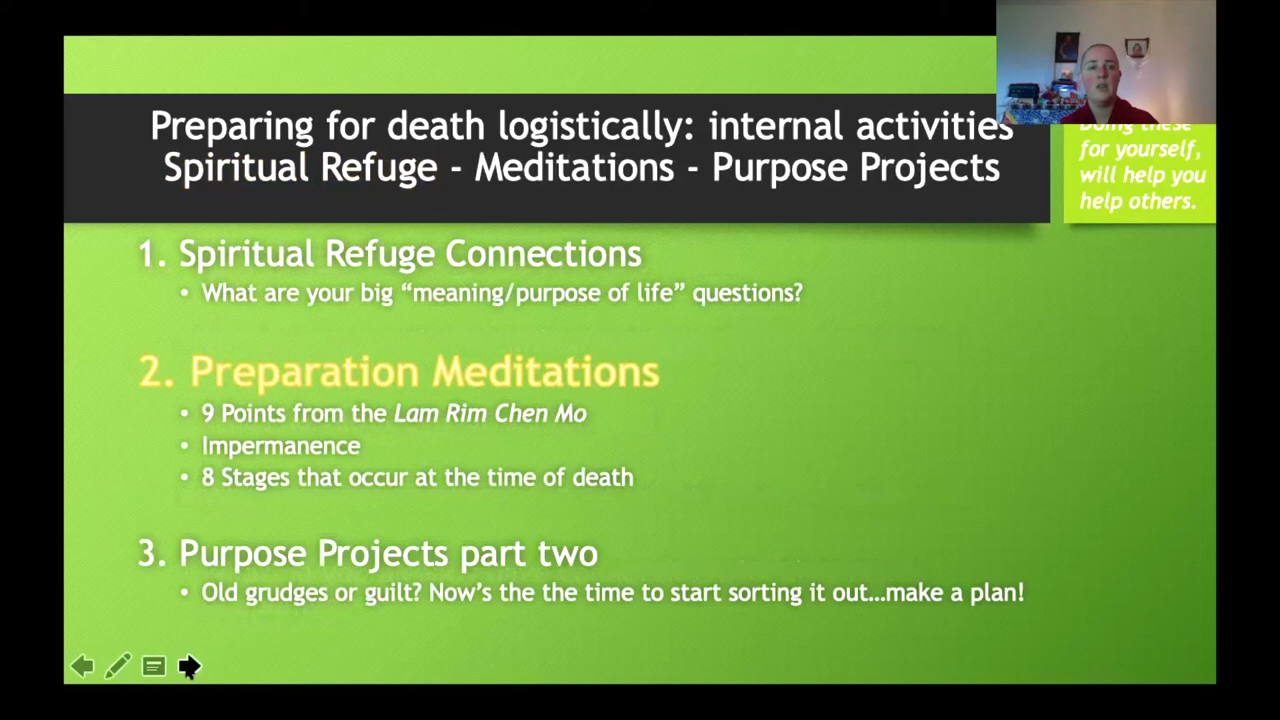 Preparing for death logistically: internal activities
Spiritual Refuge - Meditations - Purpose Projects
Doing these
for yourself,
will help you
help others.
1. Spiritual Refuge Connections
• What are your big “meaning/purpose of life” questions?
2. Preparation Meditations
• 9 Points from the Lam Rim Chen Mo
• Impermanence
• 8 Stages that occur at the time of death
3. Purpose Projects part two
• Old grudges or guilt? Now’s the the time to start sorting it out…make a plan!